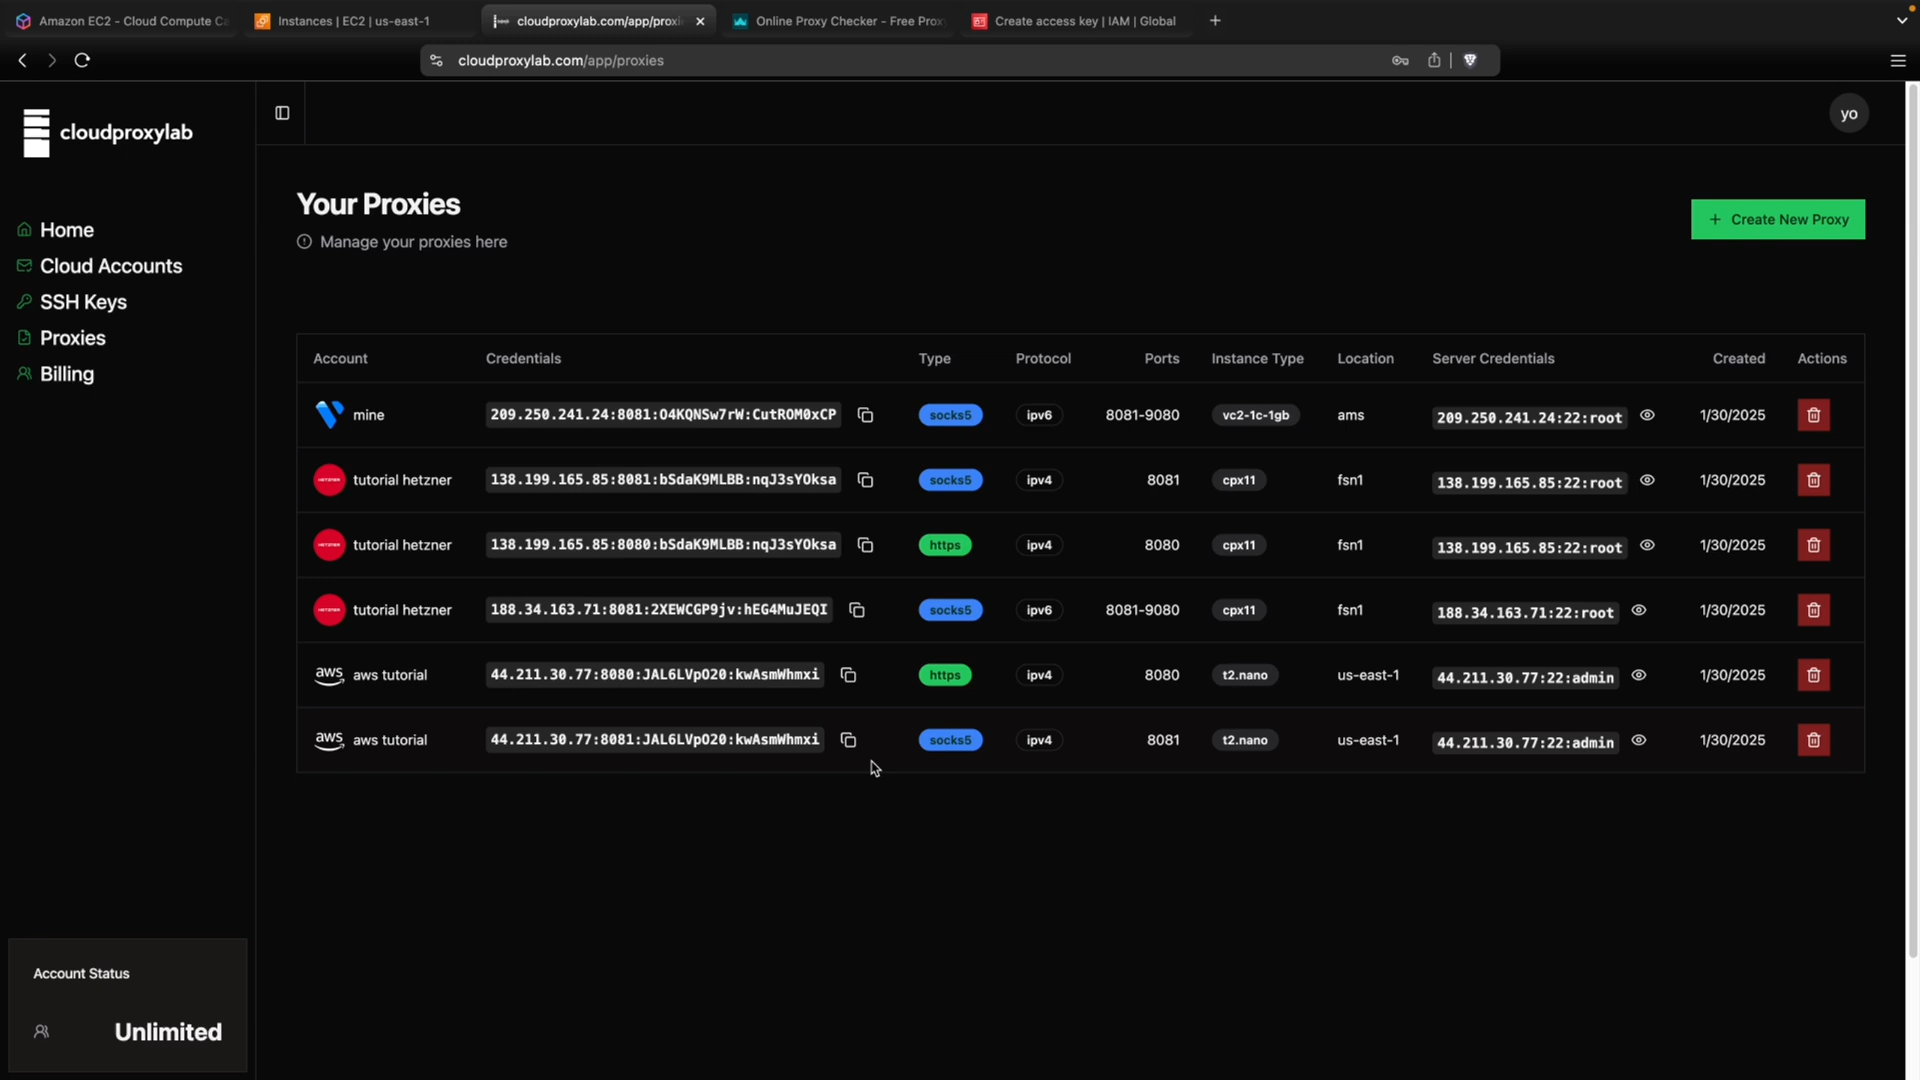 Amazon EC2 - Cloud Compute Ca
Instances | EC2 | us-east-1
cloudproxylab.com/app/proxi
Online Proxy Checker - Free Prox
Create access key | IAM | Global
cloudproxylab.com/app/proxies
cloudproxylab
yo
Home
Cloud Accounts
SSH Keys
Proxies
Billing
Your Proxies
Manage your proxies here
+ Create New Proxy
Account Credentials Type Protocol Ports Instance Type Location Server Credentials Created Actions
mine 209.250.241.24:8081:O4KQNSw7rW:CutROM0xCP socks5 ipv6 8081-9080 vc2-1c-1gb ams 209.250.241.24:22:root 1/30/2025
HETZNER tutorial hetzner 138.199.165.85:8081:bSdaK9MLBB:nqJ3sYOksa socks5 ipv4 8081 cpx11 fsn1 138.199.165.85:22:root 1/30/2025
HETZNER tutorial hetzner 138.199.165.85:8080:bSdaK9MLBB:nqJ3sYOksa https ipv4 8080 cpx11 fsn1 138.199.165.85:22:root 1/30/2025
HETZNER tutorial hetzner 188.34.163.71:8081:2XEWCGP9jv:hEG4MuJEQI socks5 ipv6 8081-9080 cpx11 fsn1 188.34.163.71:22:root 1/30/2025
aws aws tutorial 44.211.30.77:8080:JAL6LVpO20:kwAsmWhmxi https ipv4 8080 t2.nano us-east-1 44.211.30.77:22:admin 1/30/2025
aws aws tutorial 44.211.30.77:8081:JAL6LVpO20:kwAsmWhmxi socks5 ipv4 8081 t2.nano us-east-1 44.211.30.77:22:admin 1/30/2025
Account Status
Unlimited